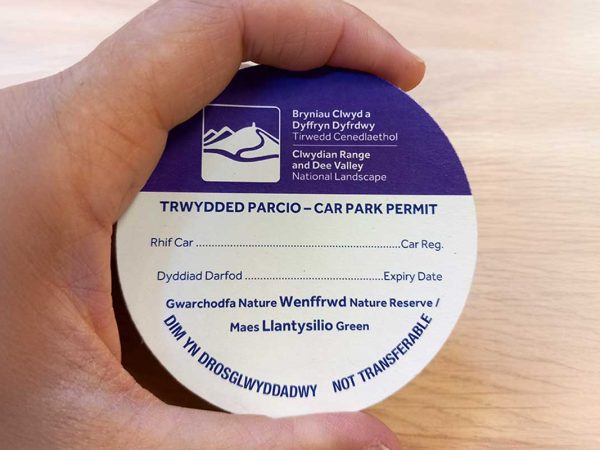 Bryniau Clwyd a
Dyffryn Dyfrdwy
Tirwedd Cenedlaethol
Clwydian Range
and Dee Valley
National Landscape
TRWYDDED PARCIO – CAR PARK PERMIT
Rhif Car ............................................................Car Reg.
Dyddiad Darfod ..........................................Expiry Date
Gwarchodfa Nature Wenffrwd Nature Reserve /
Maes Llantysilio Green
DIM YN DROSGLWYDDADWY NOT TRANSFERABLE